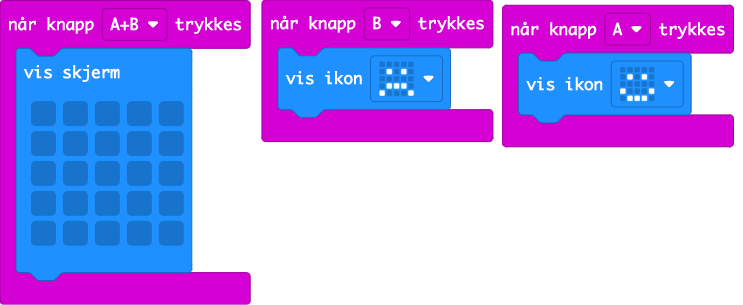 når knapp A+B trykkes
vis skjerm
når knapp B trykkes
vis ikon
når knapp A trykkes
vis ikon